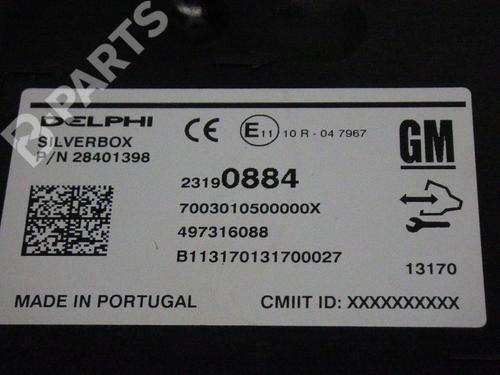 DELPHI
SILVERBOX
P/N 28401398
CE
E11 10 R - 04 7967
GM
23190884
7003010500000X
497316088
B113170131700027
13170
MADE IN PORTUGAL
CMIIT ID: XXXXXXXXXX
B PARTS